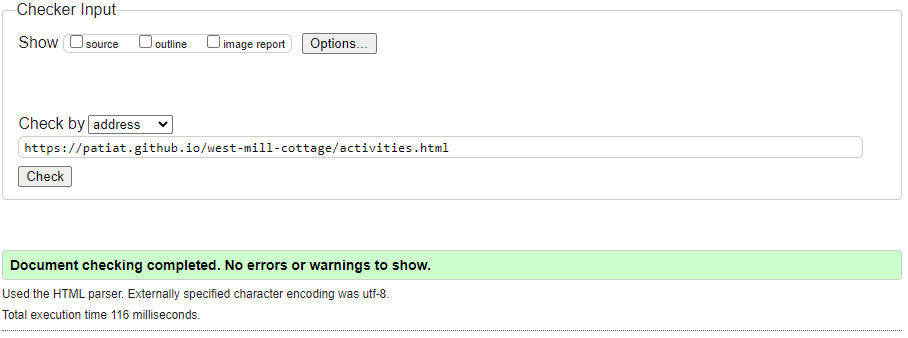 Checker Input
Show source outline image report Options...
Check by address
https://patiat.github.io/west-mill-cottage/activities.html
Check
Document checking completed. No errors or warnings to show.
Used the HTML parser. Externally specified character encoding was utf-8.
Total execution time 116 milliseconds.